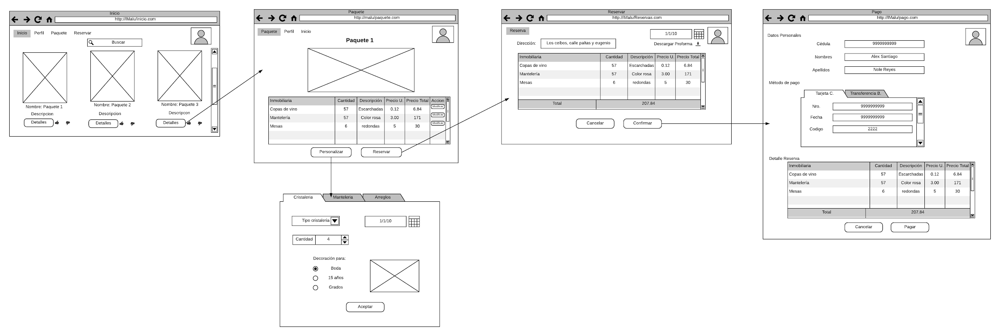 Inicio
http://lMalu/inicio.com
Inicio Perfil Paquete Reservar
Buscar
Nombre: Paquete 1 Nombre: Paquete 2 Nombre: Paquete 3
Descripcion Descripcion Descripcon
Detalles Detalles Detalles
Paquete
http://malu/paquete.com
Paquete Perfil Inicio
Paquete 1
Inmobiliaria Cantidad Descripción Precio U. Precio Total Accion
Copas de vino 57 Escarchadas 0.12 6.84 Modificar
Mantelería 57 Color rosa 3.00 171 Modificar
Mesas 6 redondas 5 30 Modificar
Personalizar Reservar
Cristaleria Manteleria Arreglos
Tipo cristaleria 1/1/10
Cantidad 4
Decoración para:
Boda
15 años
Grados
Aceptar
Reservar
http://lMalu/Reservas.com
Reserva 1/1/10
Dirección: Los ceibos, calle paltas y eugenio Descargar Proforma
Inmobiliaria Cantidad Descripción Precio U. Precio Total
Copas de vino 57 Escarchadas 0.12 6.84
Mantelería 57 Color rosa 3.00 171
Mesas 6 redondas 5 30
Total 207.84
Cancelar Confirmar
Pago
http://lMalu/pago.com
Datos Personales
Cédula 9999999999
Nombres Alex Santiago
Apellidos Nole Reyes
Método de pago
Tarjeta C. Transferencia B.
Nro. 9999999999
Fecha 9999999999
Codigo 2222
Detalle Reserva
Inmobiliaria Cantidad Descripción Precio U. Precio Total
Copas de vino 57 Escarchadas 0.12 6.84
Mantelería 57 Color rosa 3.00 171
Mesas 6 redondas 5 30
Total 207.84
Cancelar Pagar